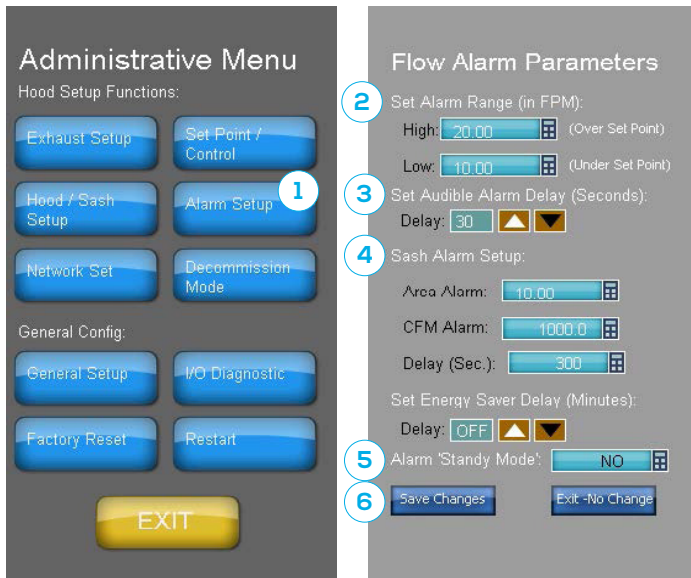 Administrative Menu
Hood Setup Functions:
Exhaust Setup
Set Point /
Control
Hood / Sash
Setup
1
Alarm Setup
Network Set
Decommission
Mode
General Config:
General Setup
I/O Diagnostic
Factory Reset
Restart
EXIT
Flow Alarm Parameters
2
Set Alarm Range (in FPM):
High: 20.00 (Over Set Point)
Low: 10.00 (Under Set Point)
3
Set Audible Alarm Delay (Seconds):
Delay: 30
4
Sash Alarm Setup:
Area Alarm: 10.00
CFM Alarm: 1000.0
Delay (Sec.): 300
Set Energy Saver Delay (Minutes):
Delay: OFF
5
Alarm 'Standy Mode': NO
6
Save Changes
Exit -No Change